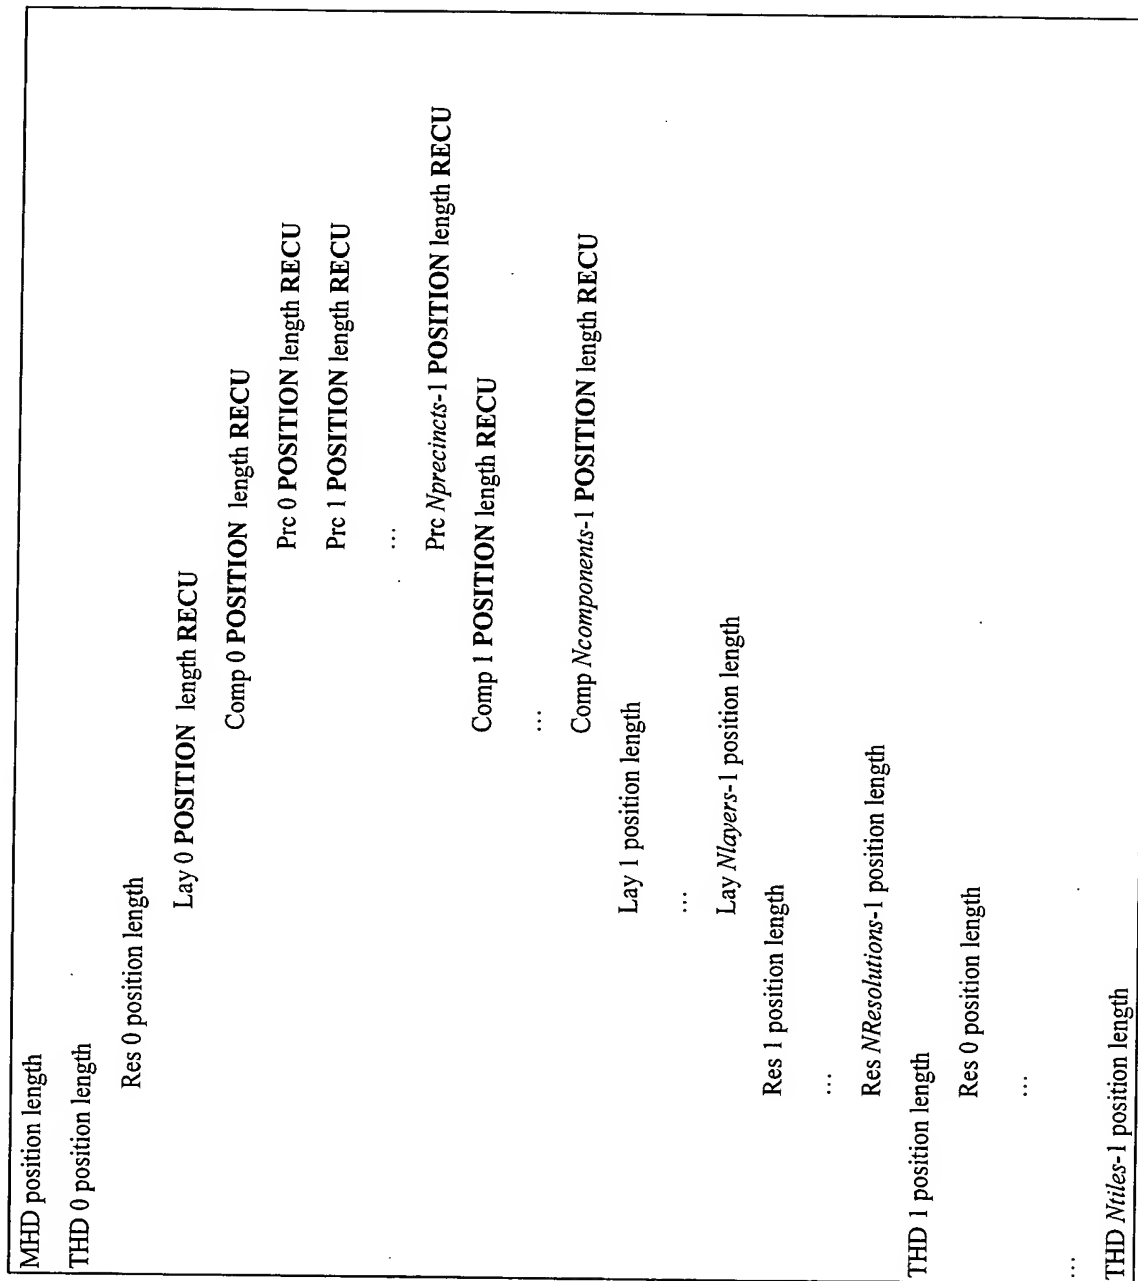 MHD position length
THD 0 position length
Res 0 position length
Lay 0 POSITION length RECU
Comp 0 POSITION length RECU
Prc 0 POSITION length RECU
Prc 1 POSITION length RECU
...
Prc Nprecincts-1 POSITION length RECU
Comp 1 POSITION length RECU
...
Comp Ncomponents-1 POSITION length RECU
Lay 1 position length
...
Lay Nlayers-1 position length
Res 1 position length
...
Res NResolutions-1 position length
THD 1 position length
Res 0 position length
...
...
THD Ntiles-1 position length